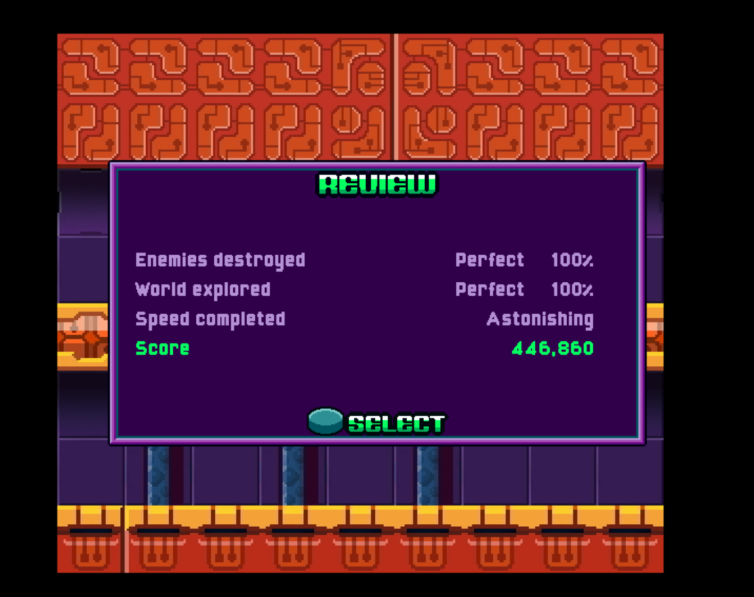 REVIEW
Enemies destroyed Perfect 100%
World explored Perfect 100%
Speed completed Astonishing
Score 446,860
SELECT